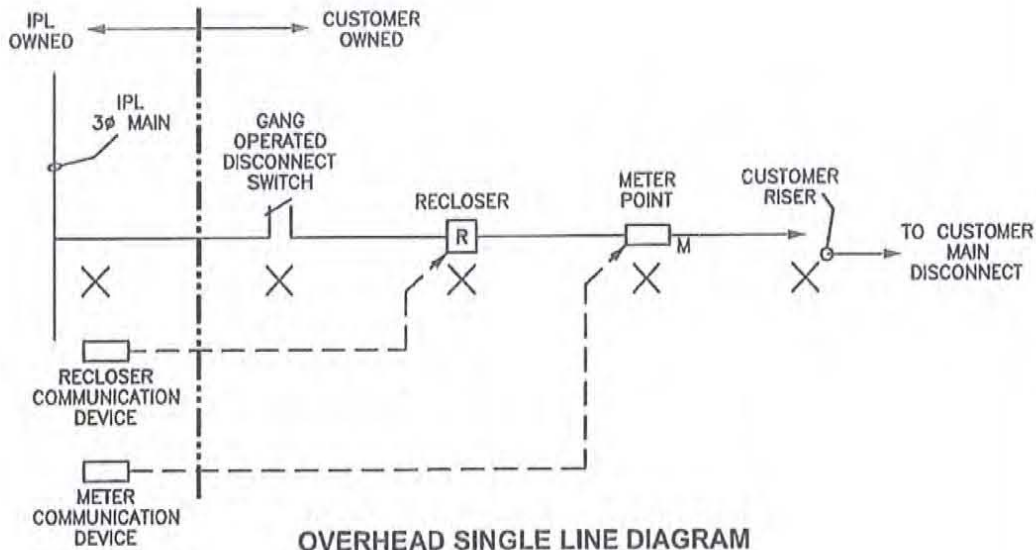 IPL
OWNED
CUSTOMER
OWNED
IPL
3ø MAIN
GANG
OPERATED
DISCONNECT
SWITCH
RECLOSER
R
METER
POINT
M
CUSTOMER
RISER
TO CUSTOMER
MAIN
DISCONNECT
RECLOSER
COMMUNICATION
DEVICE
METER
COMMUNICATION
DEVICE
OVERHEAD SINGLE LINE DIAGRAM